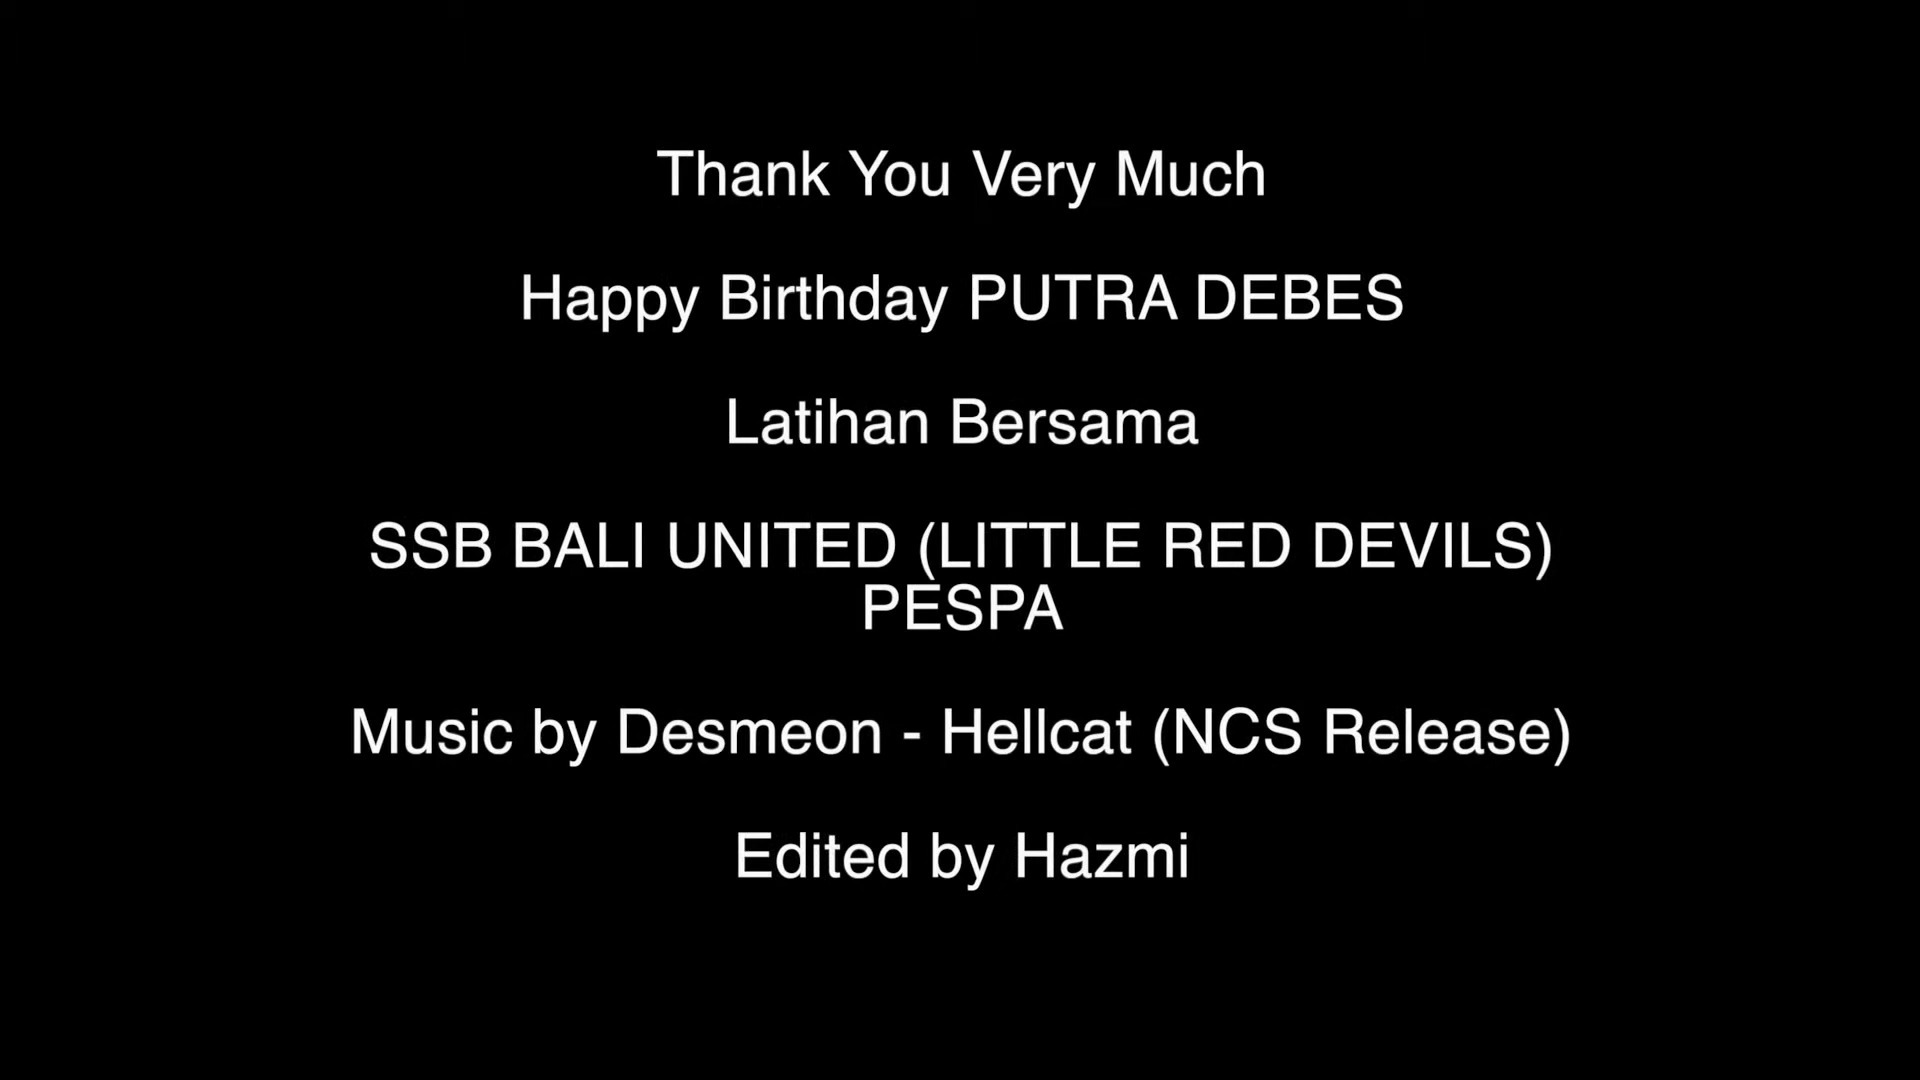 Thank You Very Much
Happy Birthday PUTRA DEBES
Latihan Bersama
SSB BALI UNITED (LITTLE RED DEVILS)
PESPA
Music by Desmeon - Hellcat (NCS Release)
Edited by Hazmi